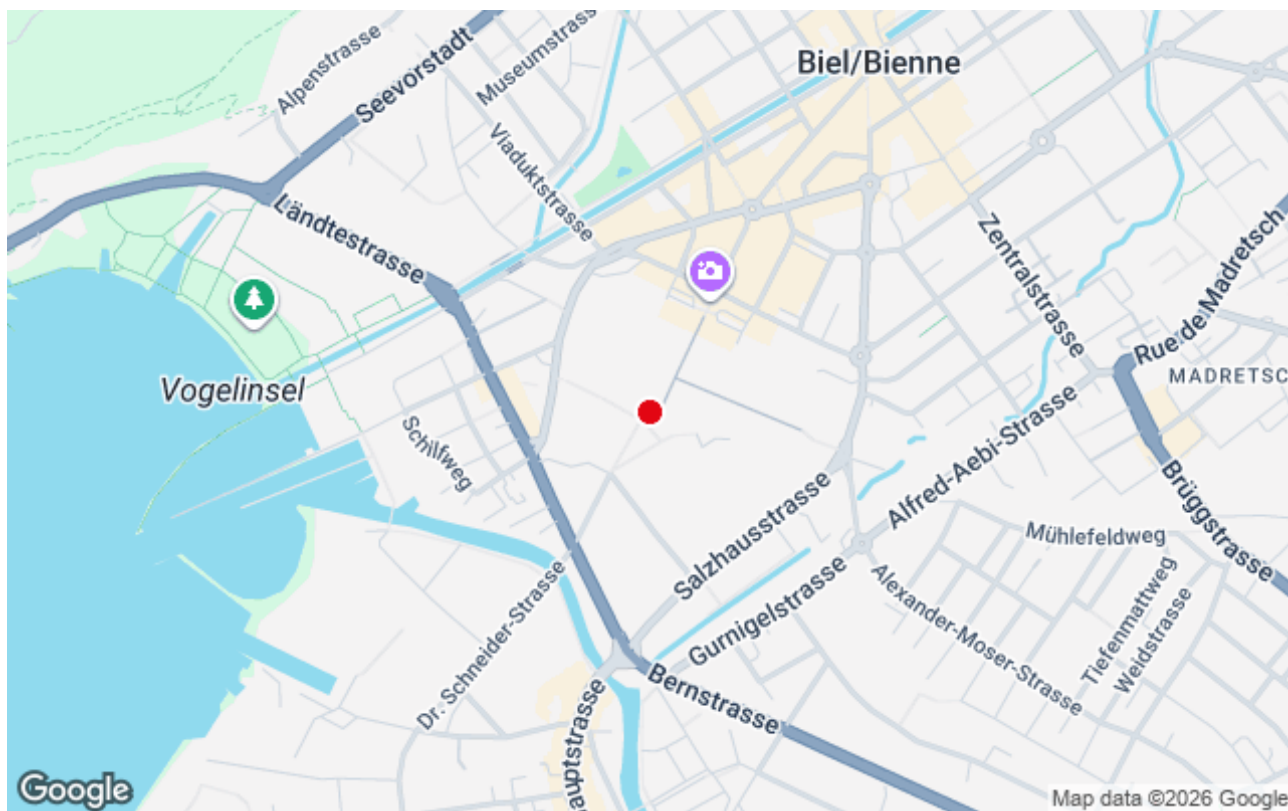 Alpenstrasse
Seevorstadt
Museumstrass
Biel/Bienne
Viaduktstrasse
Ländtestrasse
Zentralstrasse
Rue de Madretsch
MADRETSC
Vogelinsel
Schilfweg
Alfred-Aebi-Strasse
Brüggstrasse
Salzhausstrasse
Mühlefeldweg
Gurnigelstrasse
Alexander-Moser-Strasse
Tiefenmattweg
Weidstrasse
Dr. Schneider-Strasse
Bernstrasse
auptstrasse
Google
Map data ©2026 Google